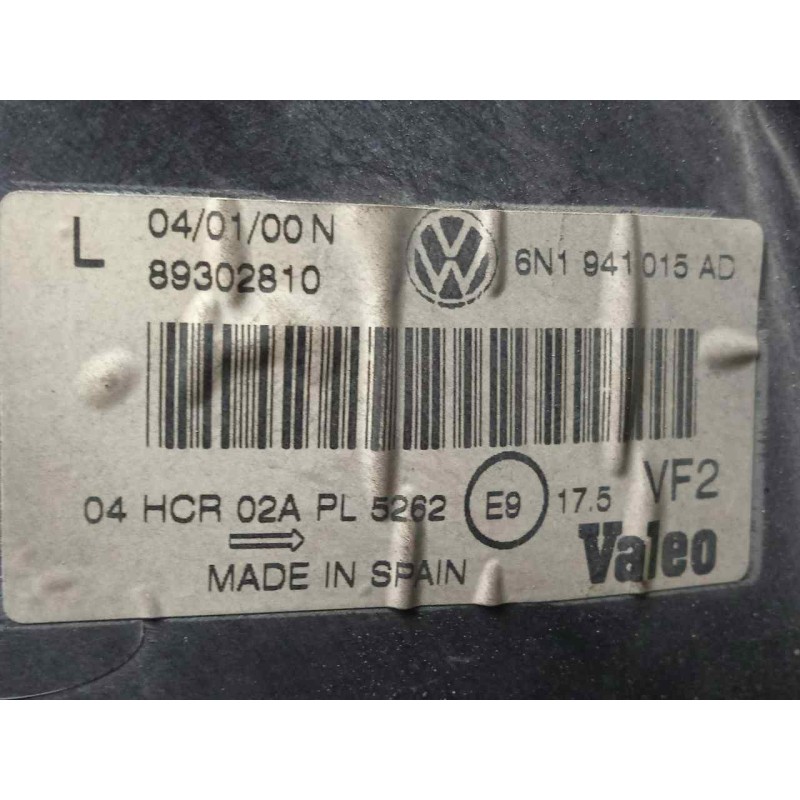 L 04/01/00 N
89302810
VW 6N1 941 015 AD
04 HCR 02A PL 5262 E9 17.5 VF2
MADE IN SPAIN Valeo